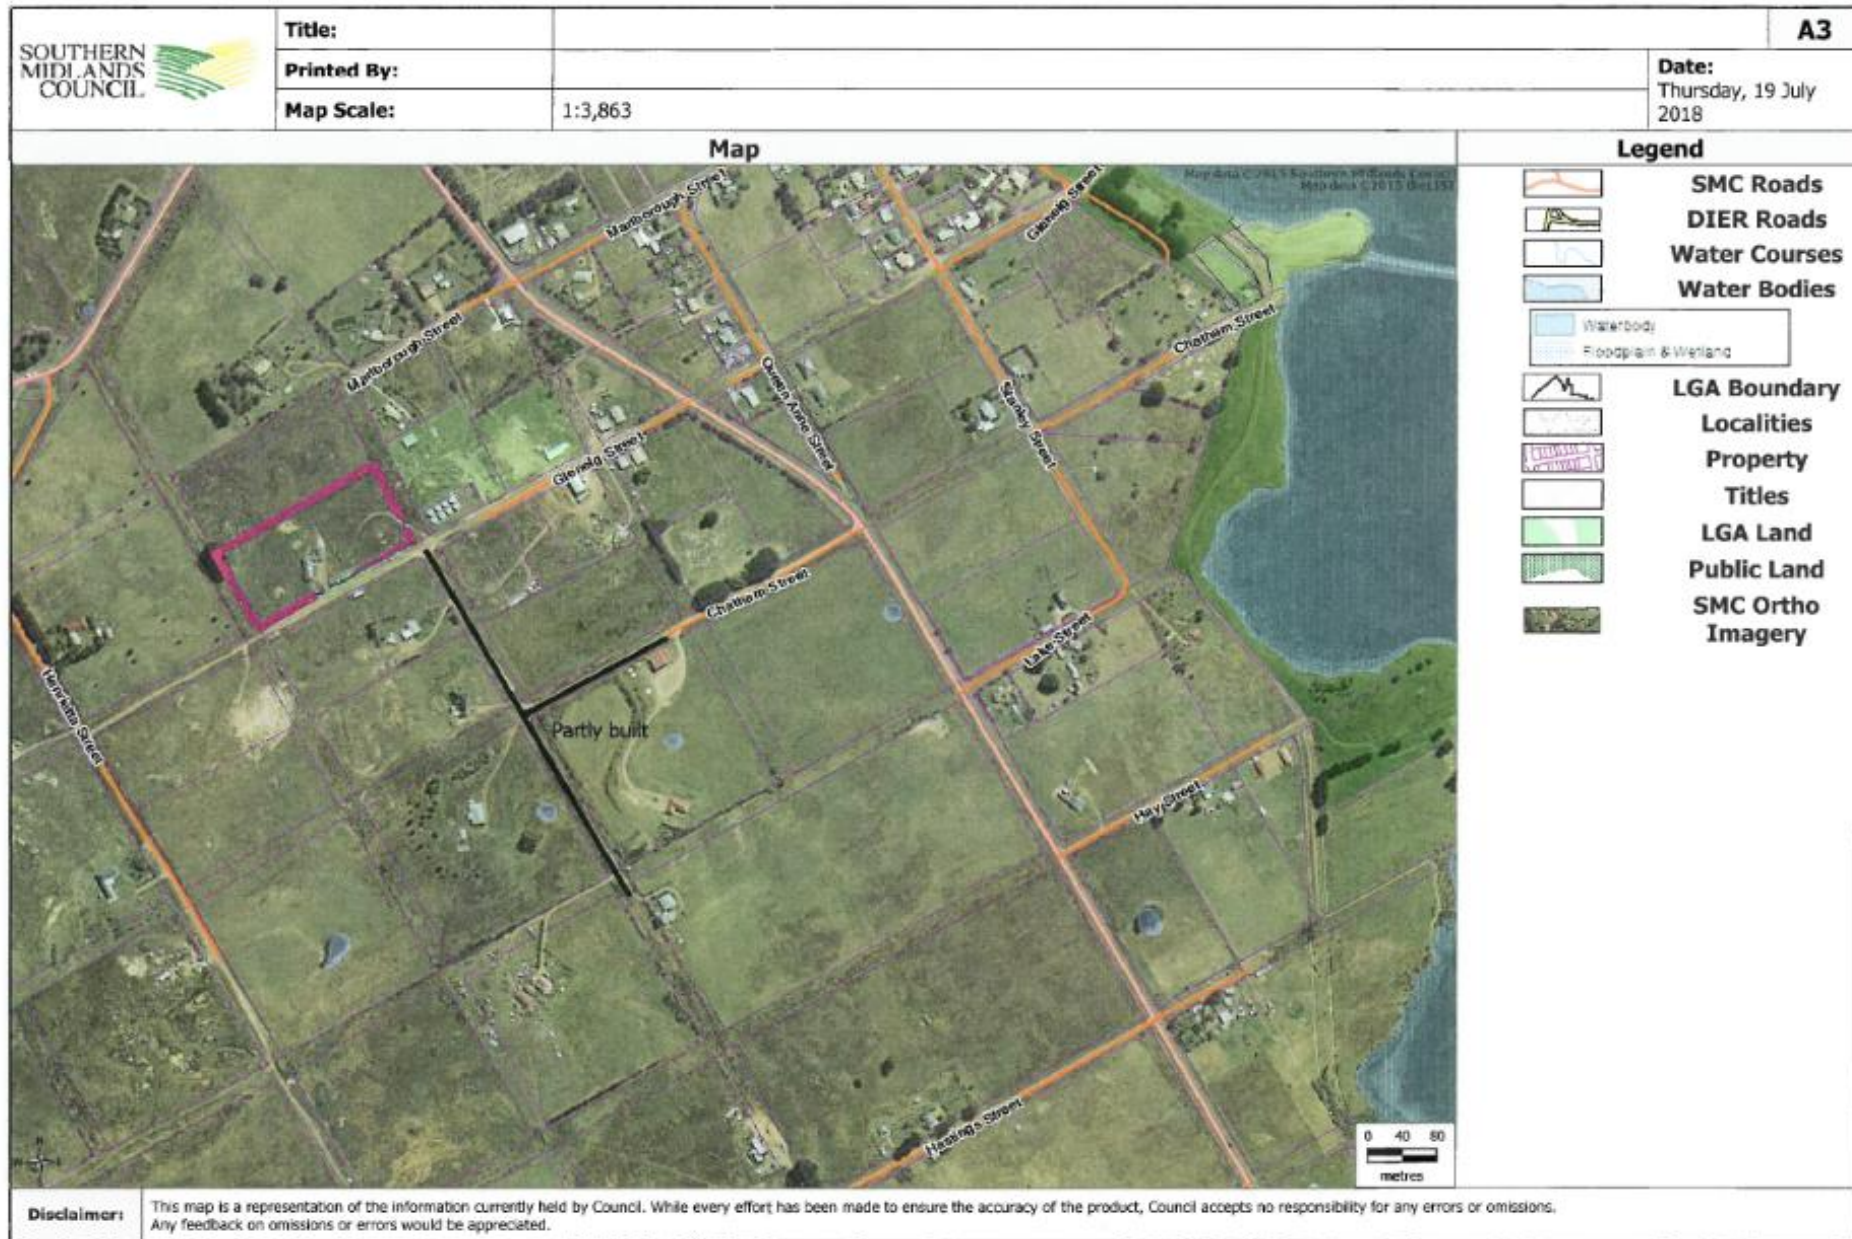 SOUTHERN
MIDLANDS
COUNCIL
Title:
A3
Printed By:
Date:
Thursday, 19 July
2018
Map Scale:
1:3,863
Map
Legend
Marlborough Street
Glenelg Street
Chatham Street
Marlborough Street
Queen Anne Street
Stanley Street
Glenelg Street
Chatham Street
Lake Street
Henrietta Street
Partly built
Hay Street
Hastings Street
0 40 80
metres
SMC Roads
DIER Roads
Water Courses
Water Bodies
Waterbody
Floodplain & Wetland
LGA Boundary
Localities
Property
Titles
LGA Land
Public Land
SMC Ortho
Imagery
Disclaimer:
This map is a representation of the information currently held by Council. While every effort has been made to ensure the accuracy of the product, Council accepts no responsibility for any errors or omissions.
Any feedback on omissions or errors would be appreciated.